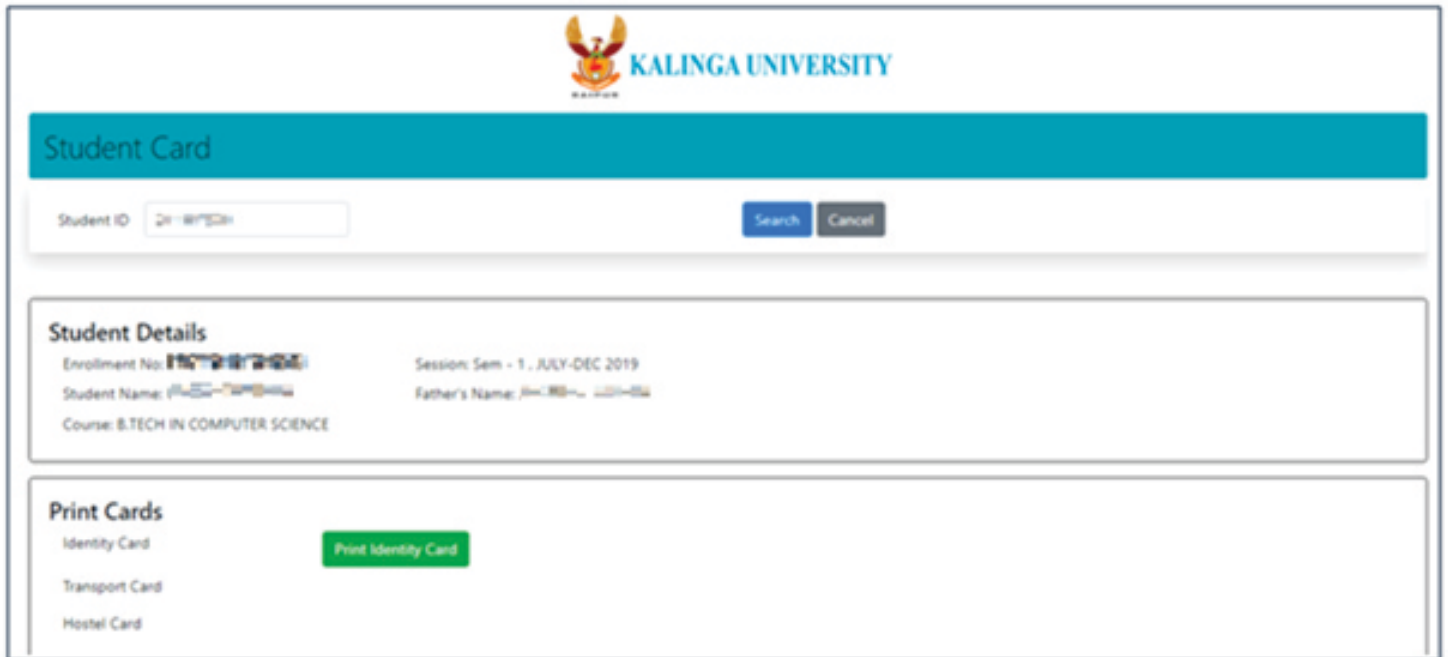 RAIPUR
KALINGA UNIVERSITY
Student Card
Student ID
Search Cancel
Student Details
Enrollment No: Session: Sem - 1 , JULY-DEC 2019
Student Name: Father's Name:
Course: B.TECH IN COMPUTER SCIENCE
Print Cards
Identity Card Print Identity Card
Transport Card
Hostel Card